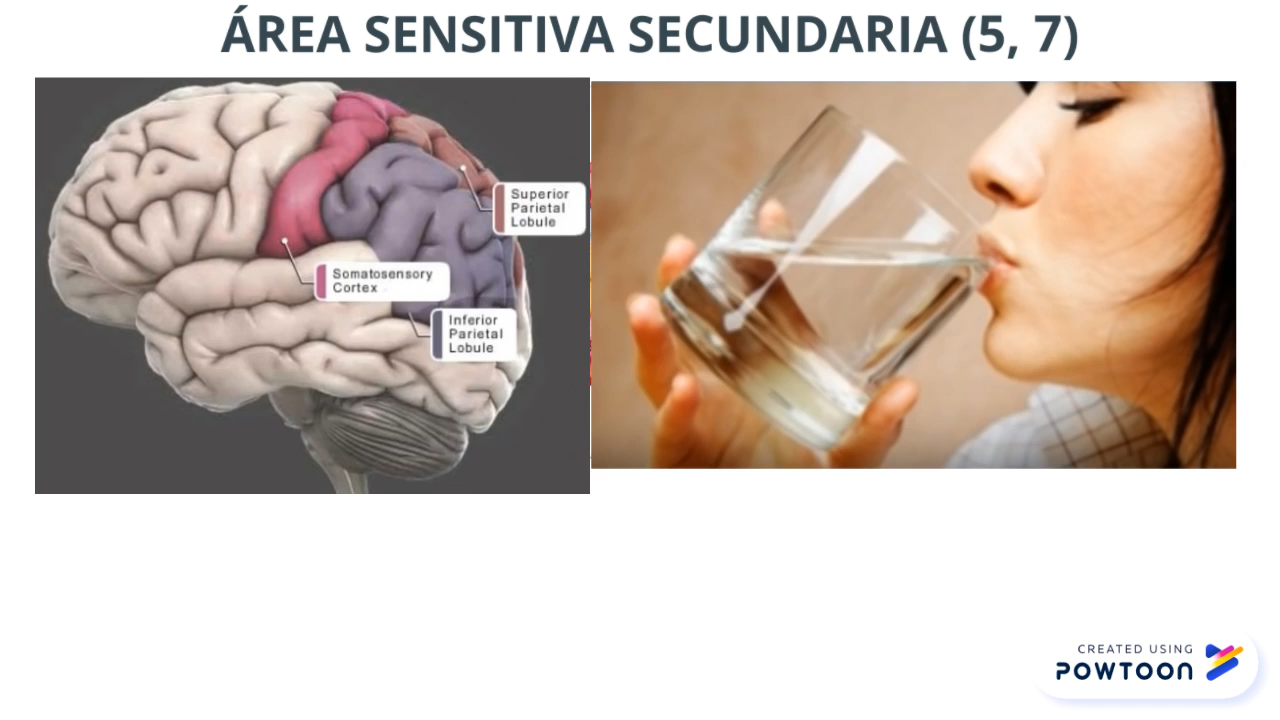 ÁREA SENSITIVA SECUNDARIA (5, 7)
Superior
Parietal
Lobule
Somatosensory
Cortex
Inferior
Parietal
Lobule
CREATED USING
POWTOON